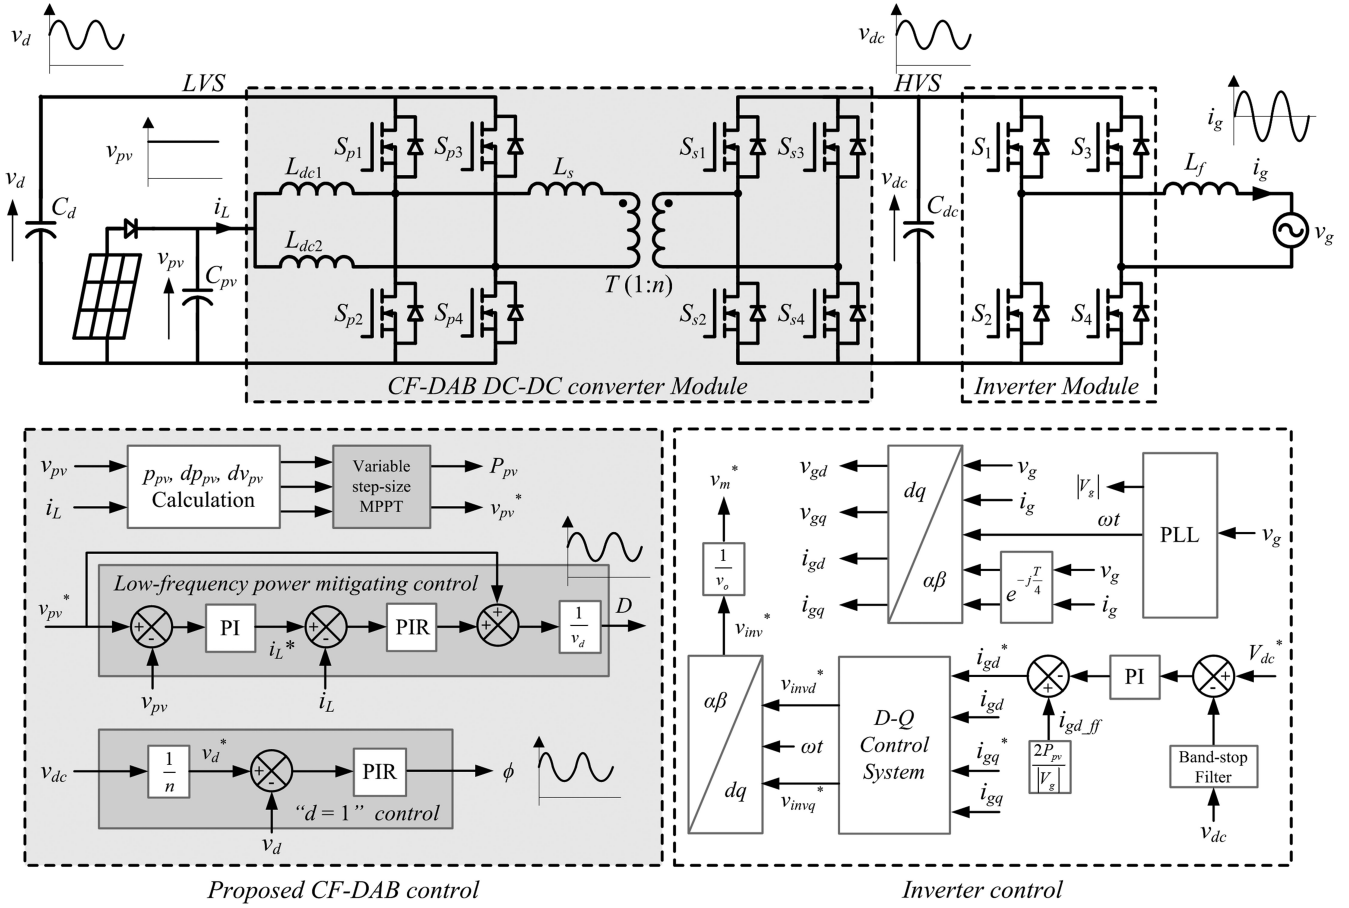 v_d
v_dc
LVS
HVS
i_g
v_pv
S_p1
S_p3
S_s1
S_s3
S_1
S_3
L_dc1
L_s
L_f
i_g
v_d
C_d
i_L
v_dc
C_dc
L_dc2
v_g
v_pv
C_pv
T (1:n)
S_p2
S_p4
S_s2
S_s4
S_2
S_4
CF-DAB DC-DC converter Module
Inverter Module
v_pv
p_pv, dp_pv, dv_pv
Calculation
Variable
step-size
MPPT
P_pv
i_L
v_pv*
Low-frequency power mitigating control
v_pv*
+
-
PI
i_L*
+
-
PIR
+
+
1/v_d
D
v_pv
i_L
v_dc
1/n
v_d*
+
-
PIR
ϕ
"d = 1" control
v_d
Proposed CF-DAB control
v_m*
1/v_o
v_inv*
v_gd
v_gq
i_gd
i_gq
dq
αβ
v_g
i_g
ωt
e^(-jT/4)
v_g
i_g
|V_g|
PLL
v_g
αβ
dq
v_invd*
ωt
v_invq*
D-Q
Control
System
i_gd*
i_gd
i_gq*
i_gq
-
+
i_gd_ff
2P_pv/|V_g|
PI
+
-
V_dc*
Band-stop
Filter
v_dc
Inverter control